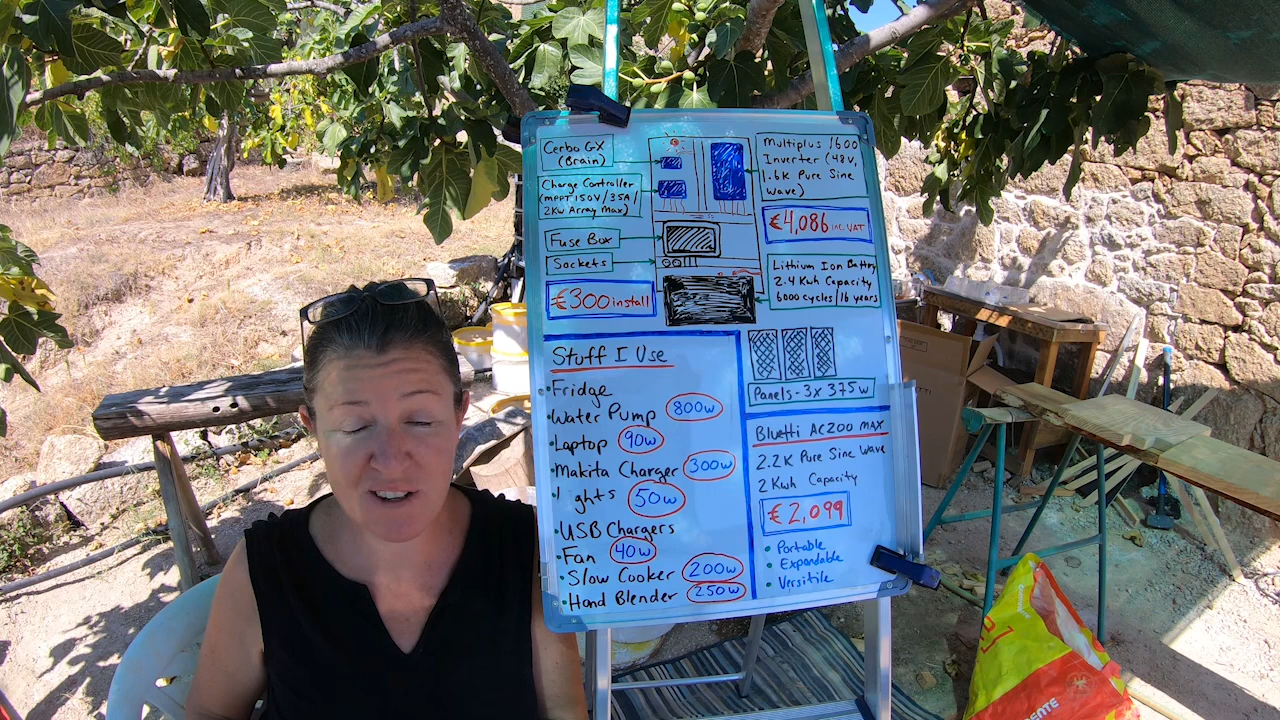 Cerbo GX
(Brain)
Charge Controller
(MPPT 150V/35A/
2Kw Array Max)
Fuse Box
Sockets
€300 install
Multiplus 1600
Inverter (48v,
1.6K Pure Sine
Wave)
€4,086 inc. VAT
Lithium Ion Battery
2.4 Kwh Capacity
6000 cycles/16 years
Panels - 3x 375w
Stuff I Use
• Fridge
• Water Pump 800w
• Laptop 90w
• Makita Charger 300w
• ights 50w
• USB Chargers
• Fan 40w
• Slow Cooker 200w
• Hand Blender 250w
Bluetti AC200 MAX
2.2K Pure Sine Wave
2 Kwh Capacity
€2,099
• Portable
• Expandable
• Versitile